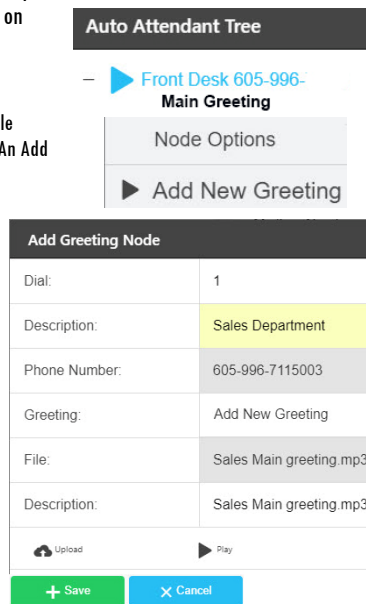 on
Auto Attendant Tree
Front Desk 605-996-
Main Greeting
An Add
Node Options
Add New Greeting
Add Greeting Node
Dial: 1
Description: Sales Department
Phone Number: 605-996-7115003
Greeting: Add New Greeting
File: Sales Main greeting.mp3
Description: Sales Main greeting.mp3
Upload Play
+ Save X Cancel